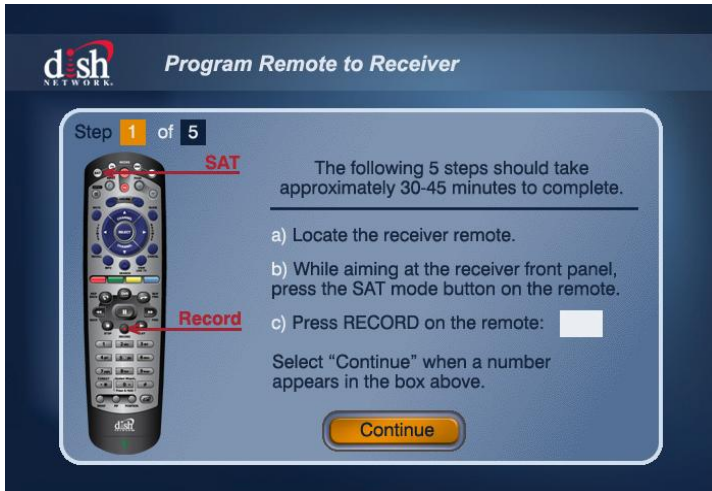 dish
NETWORK.
Program Remote to Receiver
Step 1 of 5
SAT
The following 5 steps should take
approximately 30-45 minutes to complete.
a) Locate the receiver remote.
b) While aiming at the receiver front panel,
press the SAT mode button on the remote.
Record
c) Press RECORD on the remote:
Select “Continue” when a number
appears in the box above.
Continue
SELECT
dish